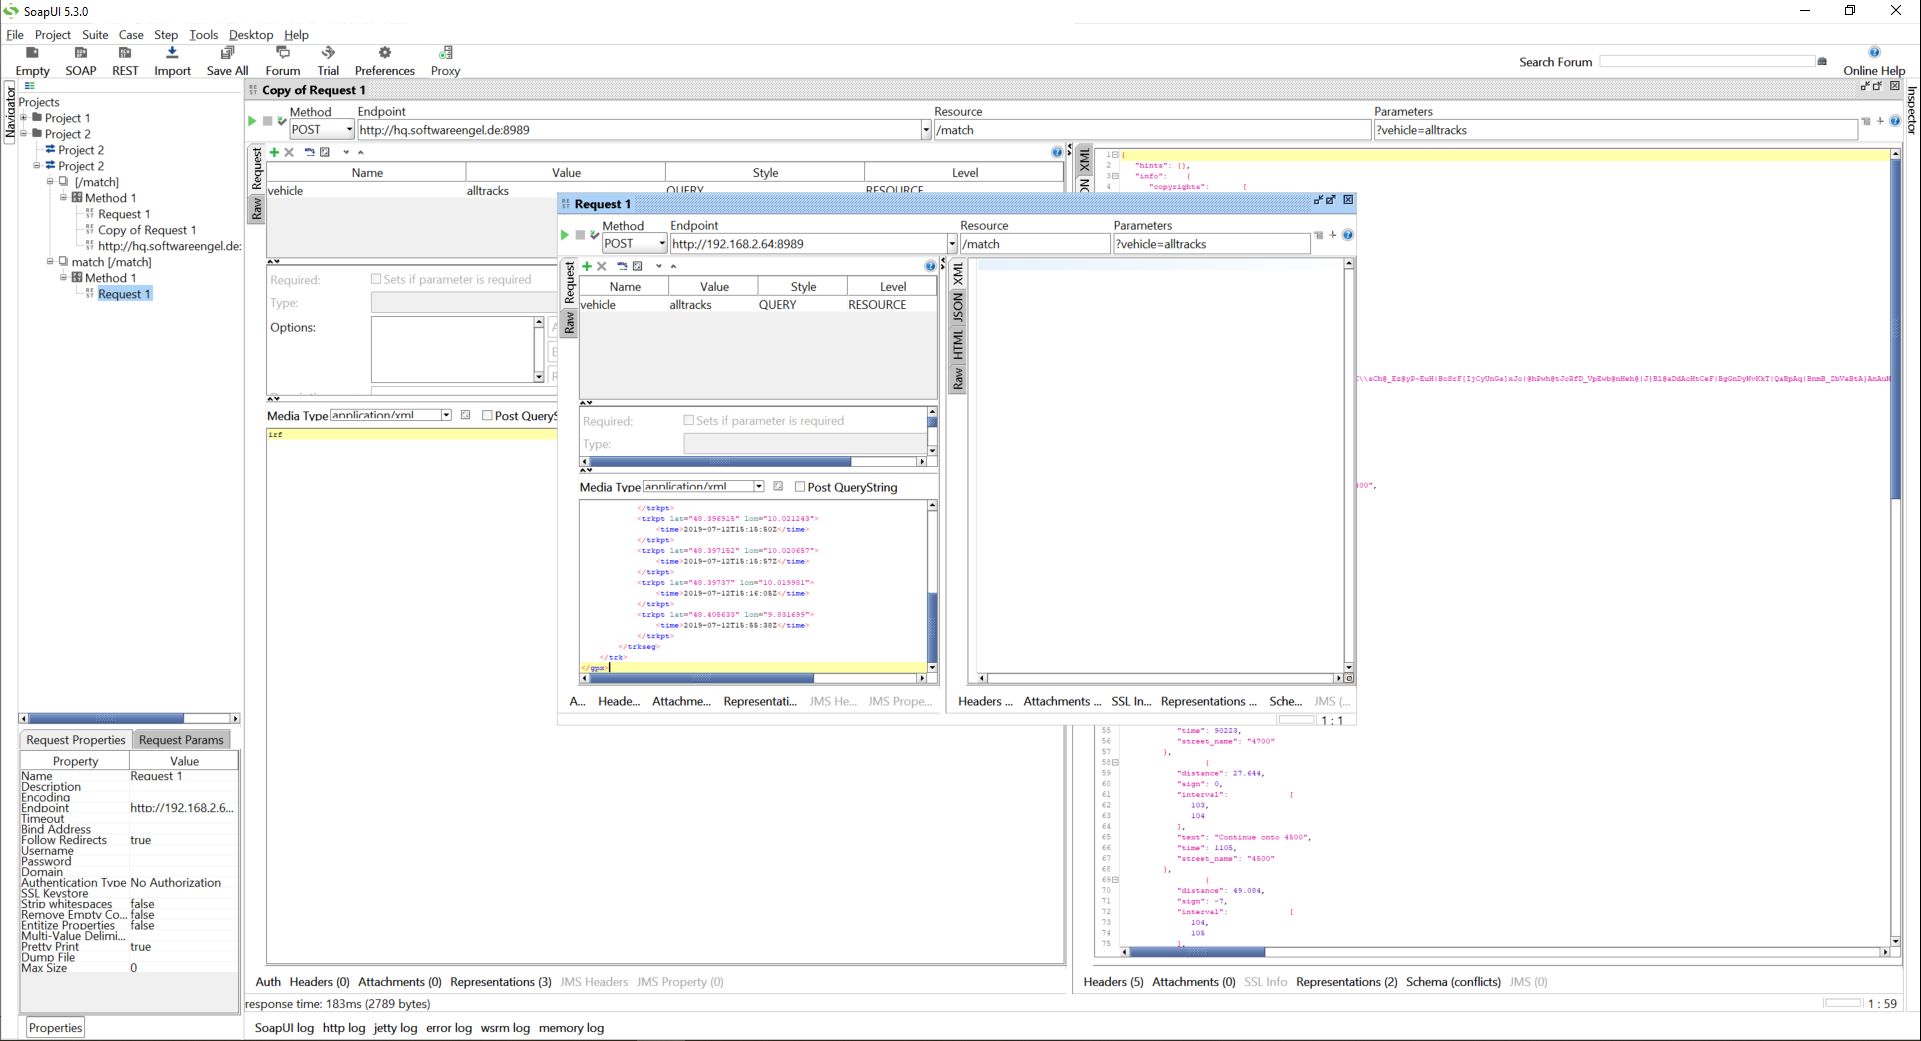 SoapUI 5.3.0
File Project Suite Case Step Tools Desktop Help
Empty SOAP REST Import Save All Forum Trial Preferences Proxy
Search Forum
Online Help
Navigator
Projects
Project 1
Project 2
Project 2
Project 2
[/match]
Method 1
Request 1
Copy of Request 1
http://hq.softwareengel.de:
match [/match]
Method 1
Request 1
Request Properties Request Params
Property Value
Name Request 1
Description
Encoding
Endpoint http://192.168.2.6...
Timeout
Bind Address
Follow Redirects true
Username
Password
Domain
Authentication Type No Authorization
SSL Keystore
Strip whitespaces false
Remove Empty Co... false
Entitize Properties false
Multi-Value Delimi...
Pretty Print true
Dump File
Max Size 0
Properties
Copy of Request 1
Method Endpoint Resource Parameters
POST http://hq.softwareengel.de:8989 /match ?vehicle=alltracks
Inspector
Request
Raw
Name Value Style Level
vehicle alltracks QUERY RESOURCE
Required: Sets if parameter is required
Type:
Options:
Media Type application/xml Post QueryS
irf
XML
1 {
2 "hints": {},
3 "info": {
4 "copyrights": [
Request 1
Method Endpoint Resource Parameters
POST http://192.168.2.64:8989 /match ?vehicle=alltracks
Request
Raw
Name Value Style Level
vehicle alltracks QUERY RESOURCE
Required: Sets if parameter is required
Type:
Media Type application/xml Post QueryString
</trkpt>
<trkpt lat="48.396915" lon="10.021243">
<time>2019-07-12T15:15:50Z</time>
</trkpt>
<trkpt lat="48.397152" lon="10.020657">
<time>2019-07-12T15:15:57Z</time>
</trkpt>
<trkpt lat="48.39737" lon="10.019981">
<time>2019-07-12T15:16:05Z</time>
</trkpt>
<trkpt lat="48.405633" lon="9.831699">
<time>2019-07-12T15:55:38Z</time>
</trkpt>
</trkseg>
</trk>
</gpx>
XML
JSON
HTML
Raw
A... Heade... Attachme... Representati... JMS He... JMS Prope...
Headers ... Attachments ... SSL In... Representations ... Sche... JMS (...
1 : 1
55 "time": 90223,
56 "street_name": "4700"
57 },
58 {
59 "distance": 27.644,
60 "sign": 0,
61 "interval": [
62 103,
63 104
64 ],
65 "text": "Continue onto 4500",
66 "time": 1105,
67 "street_name": "4500"
68 },
69 {
70 "distance": 49.084,
71 "sign": -7,
72 "interval": [
73 104,
74 105
75 ],
Auth Headers (0) Attachments (0) Representations (3) JMS Headers JMS Property (0)
Headers (5) Attachments (0) SSL Info Representations (2) Schema (conflicts) JMS (0)
response time: 183ms (2789 bytes)
1 : 59
SoapUI log http log jetty log error log wsrm log memory log